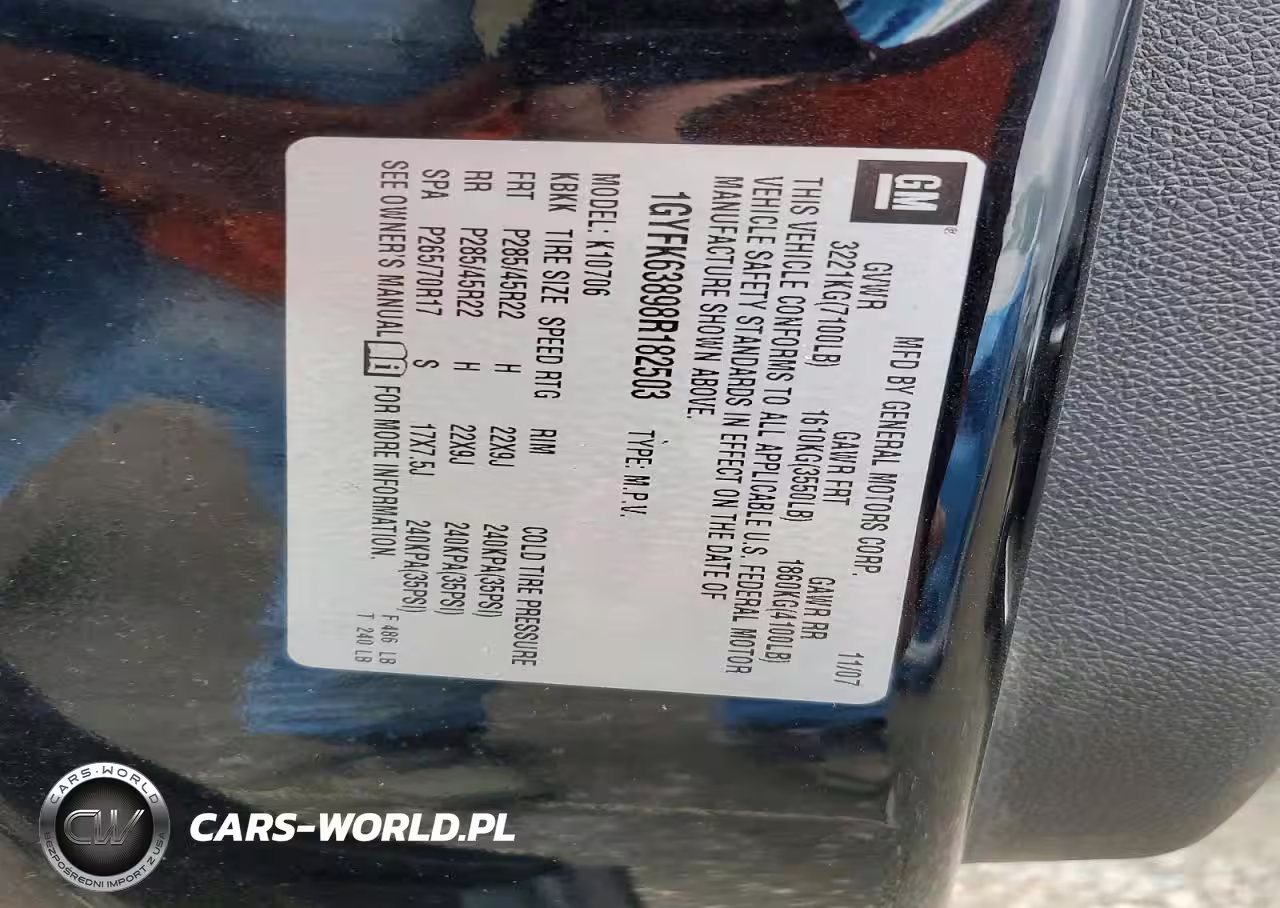 GM ®
MFD BY GENERAL MOTORS CORP. 11/07
GVWR GAWR FRT GAWR RR
3221KG(7100LB) 1610KG(3550LB) 1860KG(4100LB)
THIS VEHICLE CONFORMS TO ALL APPLICABLE U.S. FEDERAL MOTOR
VEHICLE SAFETY STANDARDS IN EFFECT ON THE DATE OF
MANUFACTURE SHOWN ABOVE.
1GYFK63898R182503 TYPE: M.P.V.
MODEL: K10706
KBKK TIRE SIZE SPEED RTG RIM COLD TIRE PRESSURE
FRT P285/45R22 H 22X9J 240KPA(35PSI)
RR P285/45R22 H 22X9J 240KPA(35PSI)
SPA P265/70R17 S 17X7.5J 240KPA(35PSI)
SEE OWNER'S MANUAL i FOR MORE INFORMATION.
F 486 LB
T 240 LB
CARS-WORLD
CW
BEZPOŚREDNI IMPORT Z USA
CARS-WORLD.PL